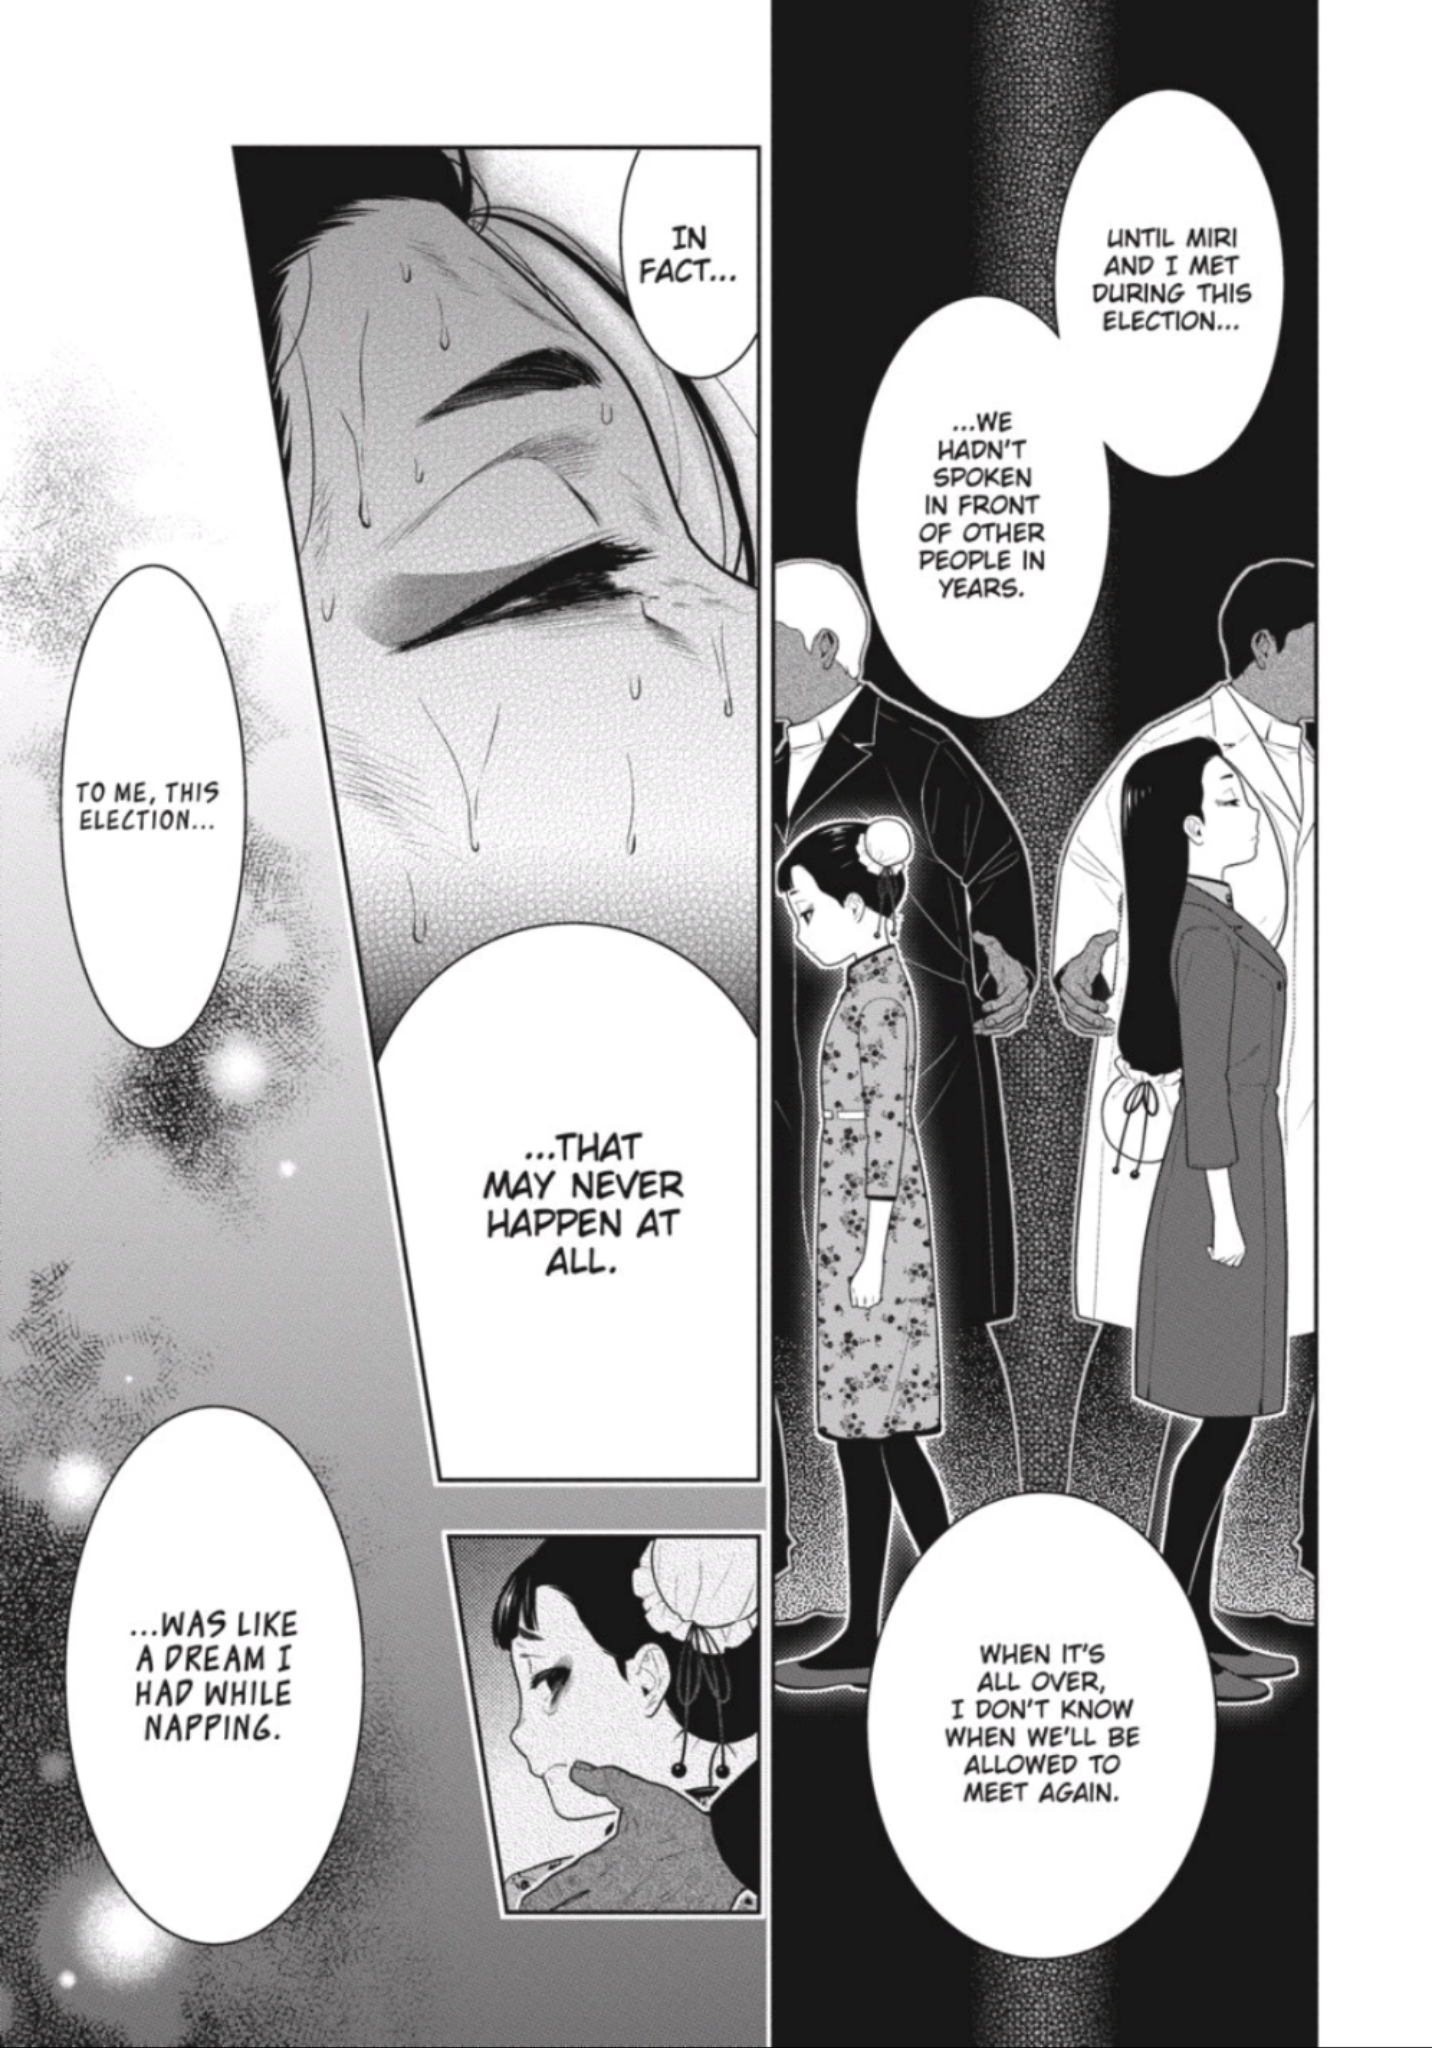 UNTIL MIRI
AND I MET
DURING THIS
ELECTION...
...WE
HADN'T
SPOKEN
IN FRONT
OF OTHER
PEOPLE IN
YEARS.
WHEN IT'S
ALL OVER,
I DON'T KNOW
WHEN WE'LL BE
ALLOWED TO
MEET AGAIN.
IN
FACT...
...THAT
MAY NEVER
HAPPEN AT
ALL.
TO ME, THIS
ELECTION...
...WAS LIKE
A DREAM I
HAD WHILE
NAPPING.